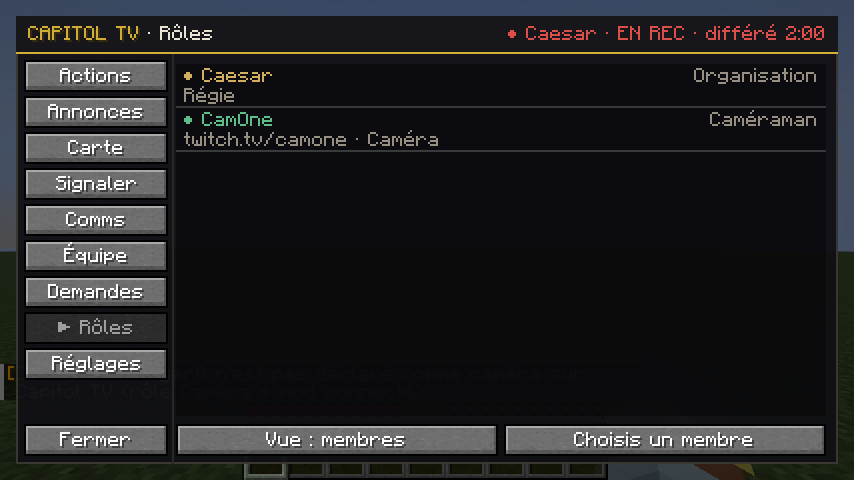 CAPITOL TV · Rôles
● Caesar · EN REC · différé 2:00
Actions
Annonces
Carte
Signaler
Comms
Équipe
Demandes
► Rôles
Réglages
Fermer
● Caesar
Organisation
Régie
● CamOne
Caméraman
twitch.tv/camone · Caméra
Vue : membres
Choisis un membre